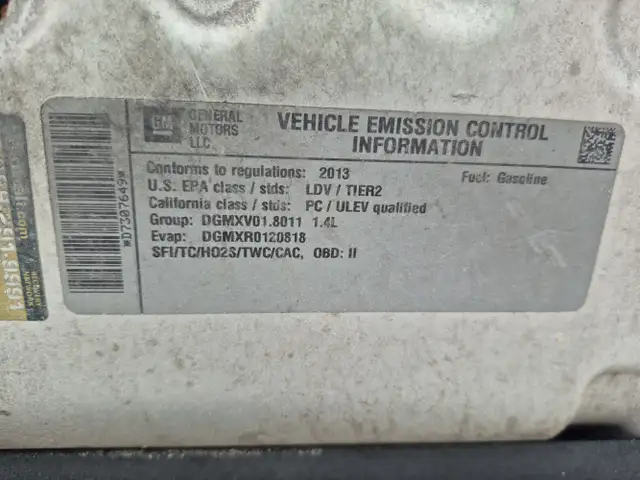 GM
GENERAL
MOTORS
LLC
VEHICLE EMISSION CONTROL
INFORMATION
Conforms to regulations: 2013
Fuel: Gasoline
U.S. EPA class / stds: LDV / TIER2
California class / stds: PC / ULEV qualified
Group: DGMXV01.8011 1.4L
Evap: DGMXR0120818
SFI/TC/HO2S/TWC/CAC, OBD: II
*D7307649*